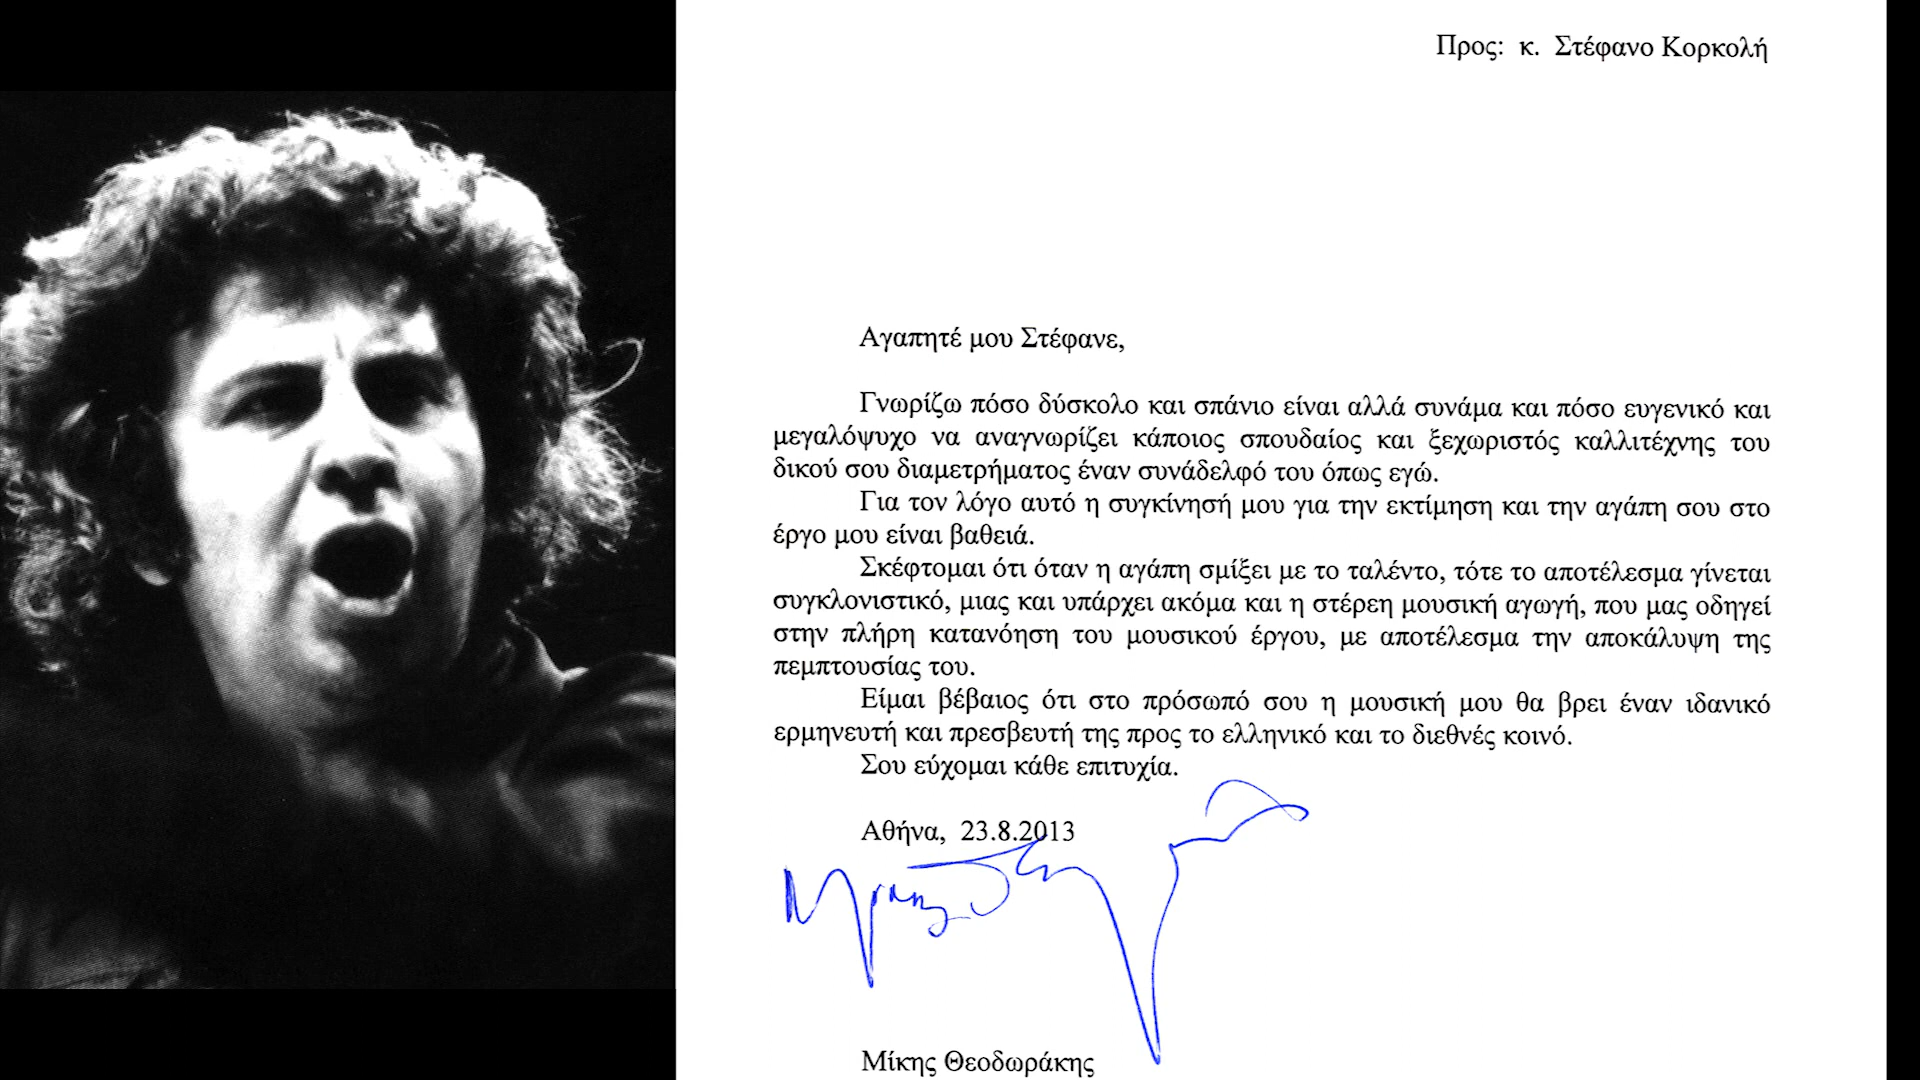 Προς: κ. Στέφανο Κορκολή
Αγαπητέ μου Στέφανε,
Γνωρίζω πόσο δύσκολο και σπάνιο είναι αλλά συνάμα και πόσο ευγενικό και
μεγαλόψυχο να αναγνωρίζει κάποιος σπουδαίος και ξεχωριστός καλλιτέχνης του
δικού σου διαμετρήματος έναν συνάδελφό του όπως εγώ.
Για τον λόγο αυτό η συγκίνησή μου για την εκτίμηση και την αγάπη σου στο
έργο μου είναι βαθειά.
Σκέφτομαι ότι όταν η αγάπη σμίξει με το ταλέντο, τότε το αποτέλεσμα γίνεται
συγκλονιστικό, μιας και υπάρχει ακόμα και η στέρεη μουσική αγωγή, που μας οδηγεί
στην πλήρη κατανόηση του μουσικού έργου, με αποτέλεσμα την αποκάλυψη της
πεμπτουσίας του.
Είμαι βέβαιος ότι στο πρόσωπό σου η μουσική μου θα βρει έναν ιδανικό
ερμηνευτή και πρεσβευτή της προς το ελληνικό και το διεθνές κοινό.
Σου εύχομαι κάθε επιτυχία.
Αθήνα, 23.8.2013
Μίκης Θεοδωράκης